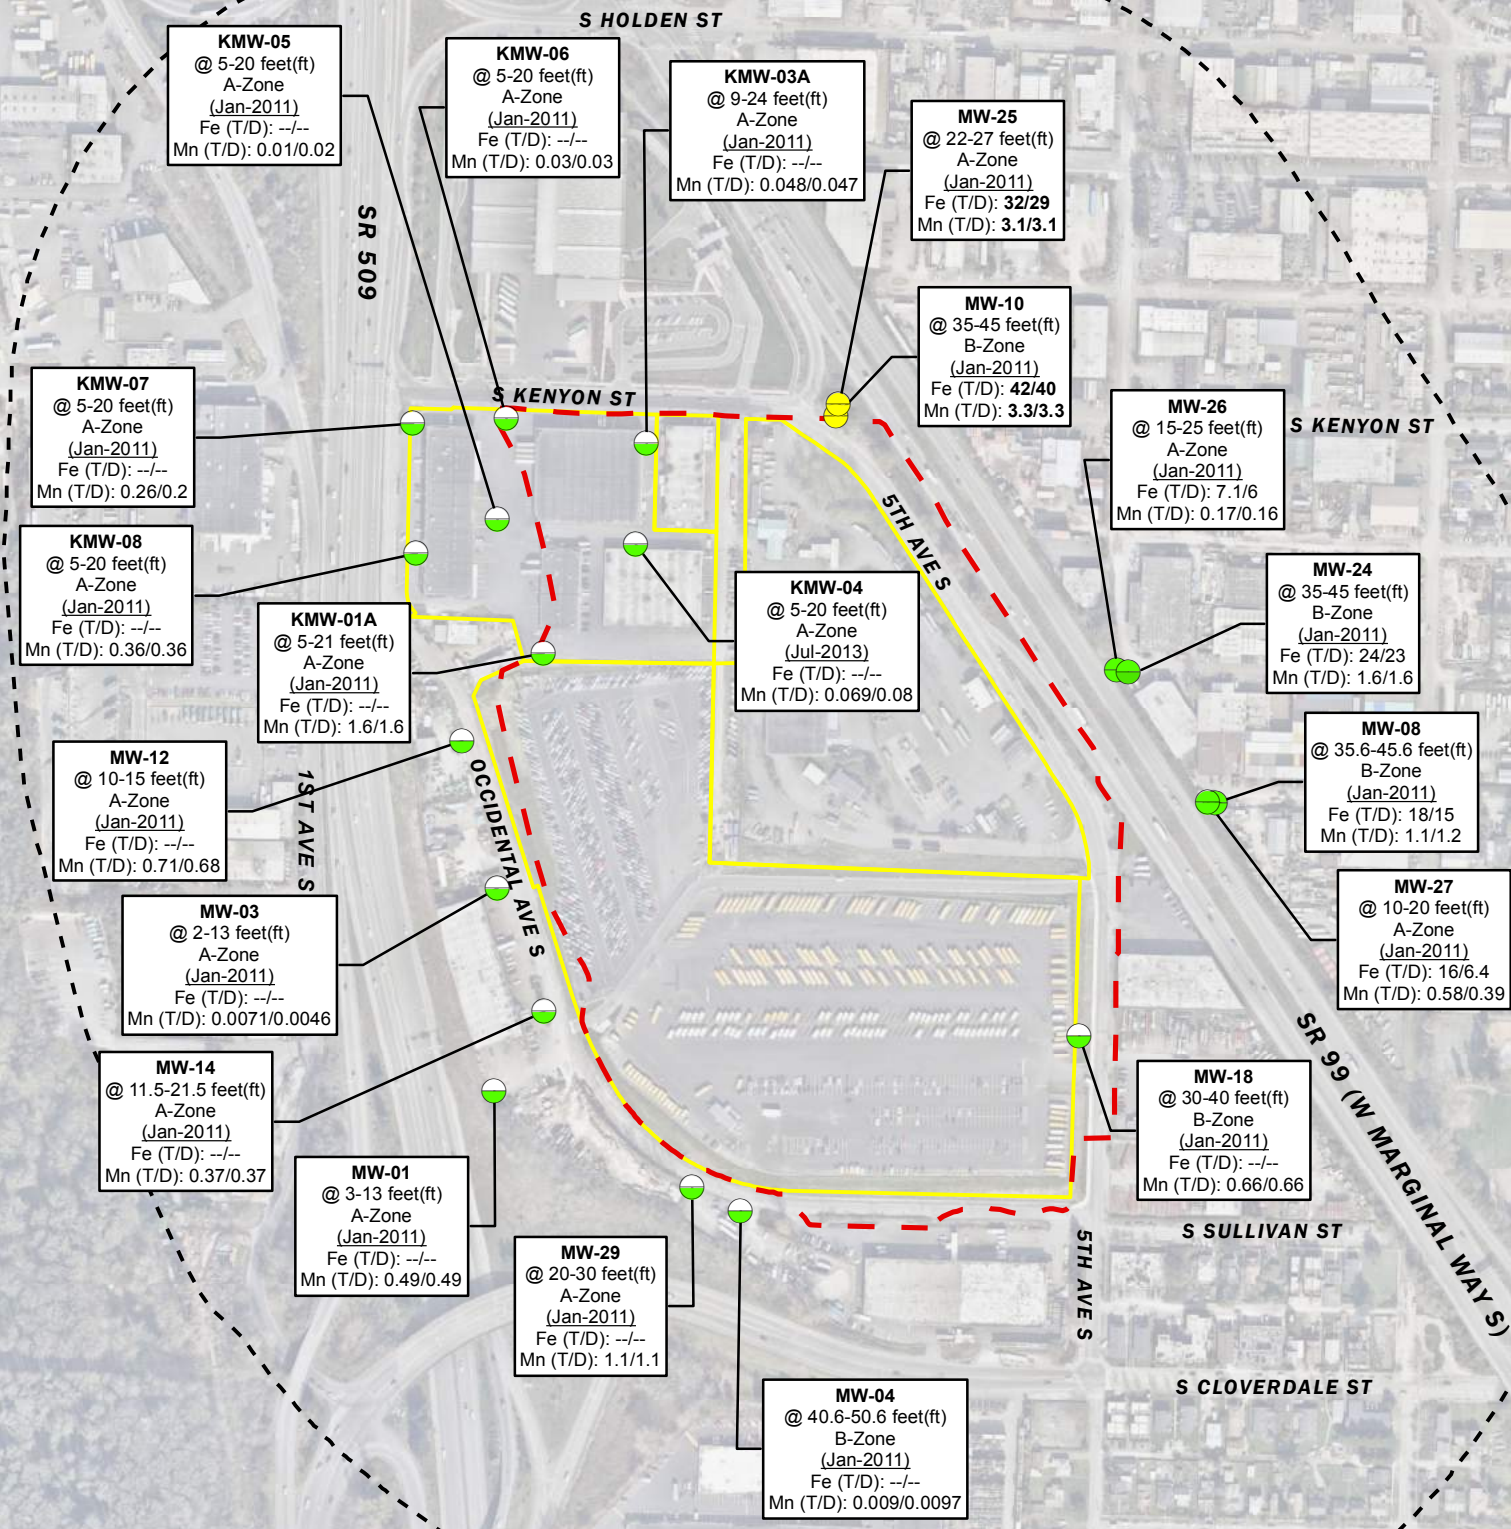 S HOLDEN ST
KMW-05
@ 5-20 feet(ft)
A-Zone
(Jan-2011)
Fe (T/D): --/--
Mn (T/D): 0.01/0.02
KMW-06
@ 5-20 feet(ft)
A-Zone
(Jan-2011)
Fe (T/D): --/--
Mn (T/D): 0.03/0.03
KMW-03A
@ 9-24 feet(ft)
A-Zone
(Jan-2011)
Fe (T/D): --/--
Mn (T/D): 0.048/0.047
MW-25
@ 22-27 feet(ft)
A-Zone
(Jan-2011)
Fe (T/D): 32/29
Mn (T/D): 3.1/3.1
SR 509
MW-10
@ 35-45 feet(ft)
B-Zone
(Jan-2011)
Fe (T/D): 42/40
Mn (T/D): 3.3/3.3
KMW-07
@ 5-20 feet(ft)
A-Zone
(Jan-2011)
Fe (T/D): --/--
Mn (T/D): 0.26/0.2
S KENYON ST
MW-26
@ 15-25 feet(ft)
A-Zone
(Jan-2011)
Fe (T/D): 7.1/6
Mn (T/D): 0.17/0.16
S KENYON ST
KMW-08
@ 5-20 feet(ft)
A-Zone
(Jan-2011)
Fe (T/D): --/--
Mn (T/D): 0.36/0.36
5TH AVE S
MW-24
@ 35-45 feet(ft)
B-Zone
(Jan-2011)
Fe (T/D): 24/23
Mn (T/D): 1.6/1.6
KMW-01A
@ 5-21 feet(ft)
A-Zone
(Jan-2011)
Fe (T/D): --/--
Mn (T/D): 1.6/1.6
KMW-04
@ 5-20 feet(ft)
A-Zone
(Jul-2013)
Fe (T/D): --/--
Mn (T/D): 0.069/0.08
MW-08
@ 35.6-45.6 feet(ft)
B-Zone
(Jan-2011)
Fe (T/D): 18/15
Mn (T/D): 1.1/1.2
MW-12
@ 10-15 feet(ft)
A-Zone
(Jan-2011)
Fe (T/D): --/--
Mn (T/D): 0.71/0.68
1ST AVE S
OCCIDENTAL AVE S
MW-27
@ 10-20 feet(ft)
A-Zone
(Jan-2011)
Fe (T/D): 16/6.4
Mn (T/D): 0.58/0.39
MW-03
@ 2-13 feet(ft)
A-Zone
(Jan-2011)
Fe (T/D): --/--
Mn (T/D): 0.0071/0.0046
SR 99 (W MARGINAL WAY S)
MW-14
@ 11.5-21.5 feet(ft)
A-Zone
(Jan-2011)
Fe (T/D): --/--
Mn (T/D): 0.37/0.37
MW-18
@ 30-40 feet(ft)
B-Zone
(Jan-2011)
Fe (T/D): --/--
Mn (T/D): 0.66/0.66
MW-01
@ 3-13 feet(ft)
A-Zone
(Jan-2011)
Fe (T/D): --/--
Mn (T/D): 0.49/0.49
S SULLIVAN ST
5TH AVE S
MW-29
@ 20-30 feet(ft)
A-Zone
(Jan-2011)
Fe (T/D): --/--
Mn (T/D): 1.1/1.1
S CLOVERDALE ST
MW-04
@ 40.6-50.6 feet(ft)
B-Zone
(Jan-2011)
Fe (T/D): --/--
Mn (T/D): 0.009/0.0097